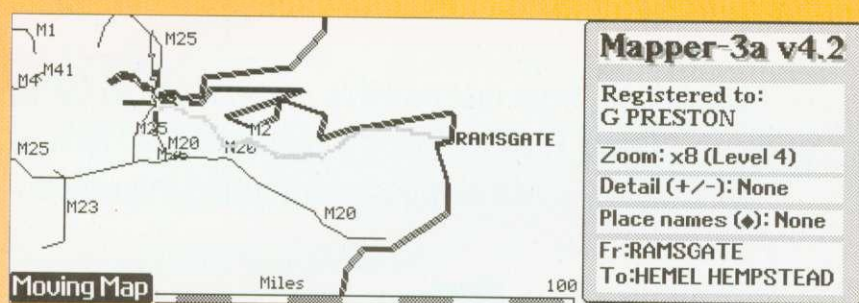 M1
M25
M41
M4
M25
M2
M20
M20
M25
RAMSGATE
M23
M20
Moving Map
Miles
100
Mapper-3a v4.2
Registered to:
G PRESTON
Zoom: x8 (Level 4)
Detail (+/-): None
Place names (◆): None
Fr:RAMSGATE
To:HEMEL HEMPSTEAD